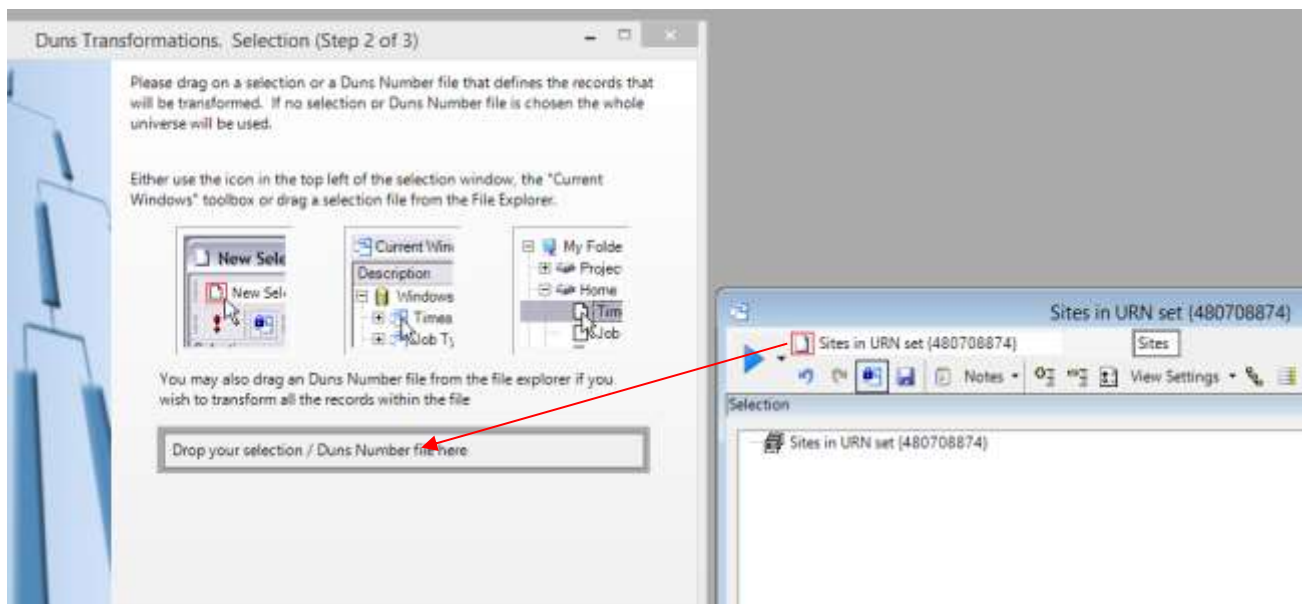 Duns Transformations. Selection (Step 2 of 3)
Please drag on a selection or a Duns Number file that defines the records that
will be transformed. If no selection or Duns Number file is chosen the whole
universe will be used.
Either use the icon in the top left of the selection window, the "Current
Windows" toolbox or drag a selection file from the File Explorer.
New Sele
New Sel
Current Win
Description
Windows
Timea
Job Ty
My Folde
Projec
Home
Tim
Job
You may also drag an Duns Number file from the file explorer if you
wish to transform all the records within the file
Drop your selection / Duns Number file here
Sites in URN set (480708874)
Sites in URN set (480708874)
Sites
Notes
View Settings
Selection
Sites in URN set (480708874)